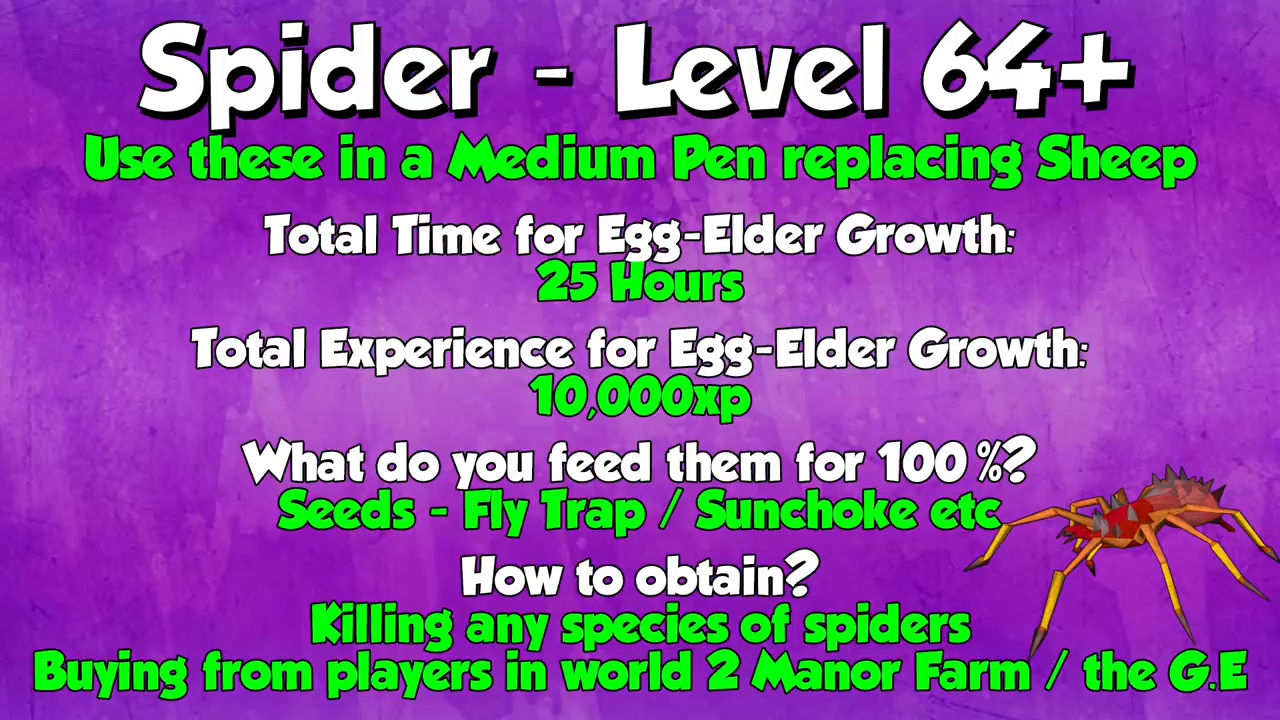 Spider - Level 64+
Use these in a Medium Pen replacing Sheep
Total Time for Egg-Elder Growth:
25 Hours
Total Experience for Egg-Elder Growth:
10,000xp
What do you feed them for 100%?
Seeds - Fly Trap / Sunchoke etc
How to obtain?
Killing any species of spiders
Buying from players in world 2 Manor Farm / the G.E